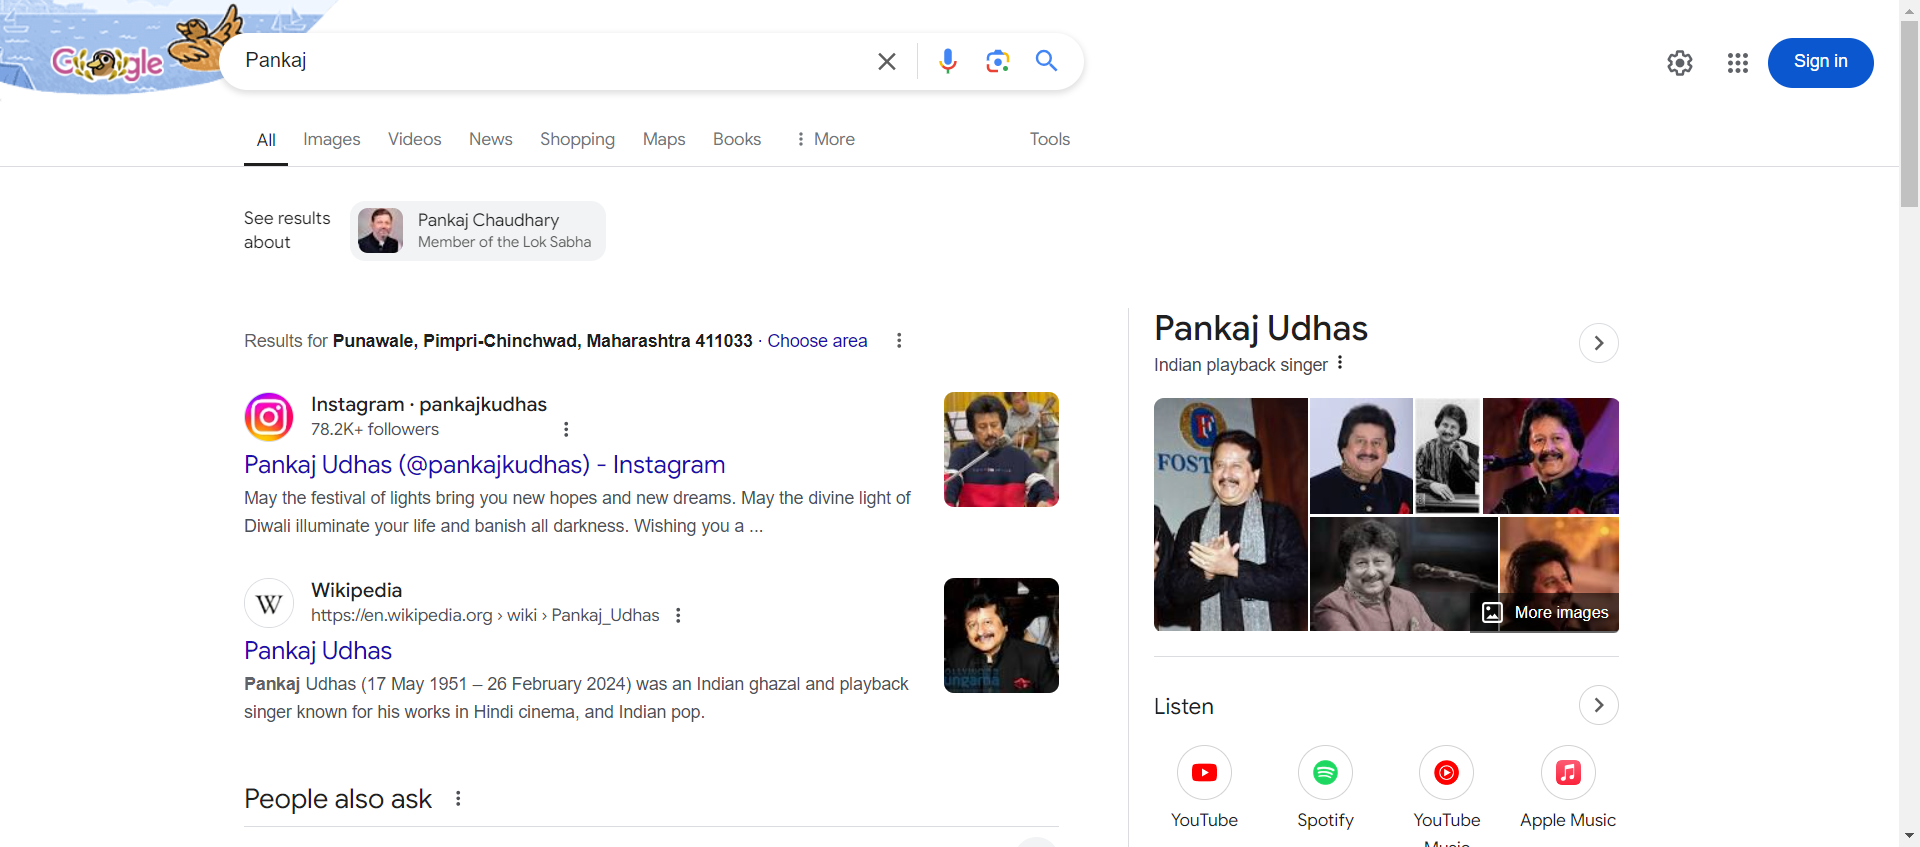 Google
Pankaj
Sign in
All Images Videos News Shopping Maps Books More Tools
See results about
Pankaj Chaudhary
Member of the Lok Sabha
Results for Punawale, Pimpri-Chinchwad, Maharashtra 411033 · Choose area
Instagram · pankajkudhas
78.2K+ followers
Pankaj Udhas (@pankajkudhas) - Instagram
May the festival of lights bring you new hopes and new dreams. May the divine light of
Diwali illuminate your life and banish all darkness. Wishing you a ...
W
Wikipedia
https://en.wikipedia.org › wiki › Pankaj_Udhas
Pankaj Udhas
Pankaj Udhas (17 May 1951 – 26 February 2024) was an Indian ghazal and playback
singer known for his works in Hindi cinema, and Indian pop.
People also ask
Pankaj Udhas
Indian playback singer
FOST
More images
Listen
YouTube
Spotify
YouTube Music
Apple Music